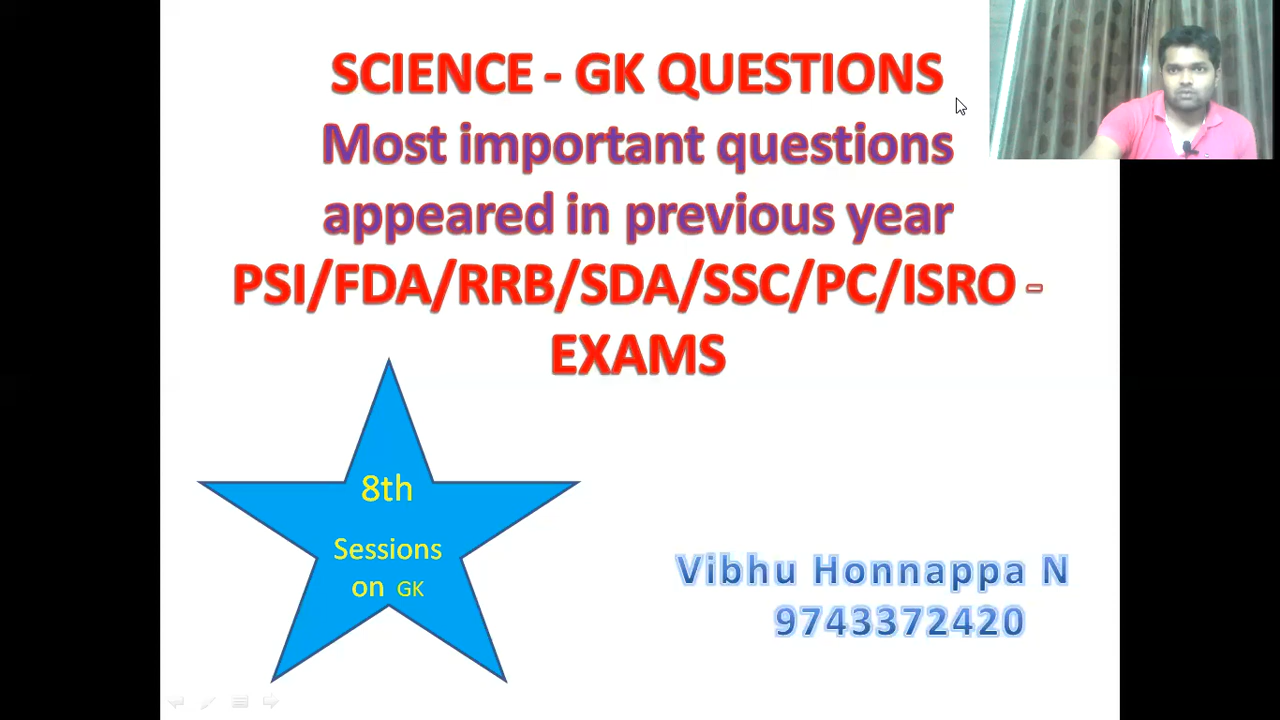 SCIENCE - GK QUESTIONS
Most important questions
appeared in previous year
PSI/FDA/RRB/SDA/SSC/PC/ISRO -
EXAMS
8th
Sessions
on GK
Vibhu Honnappa N
9743372420